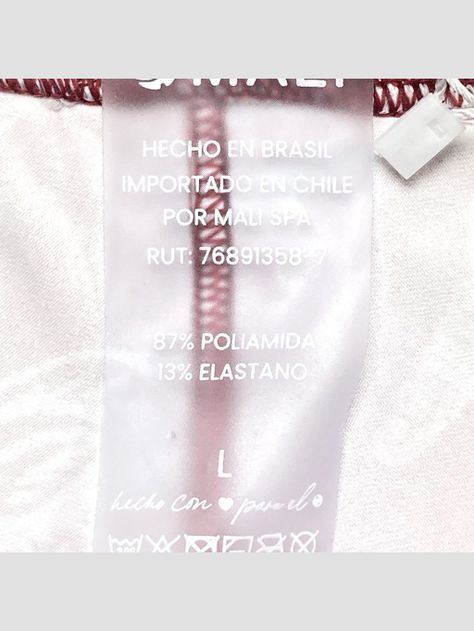 MALI
HECHO EN BRASIL
IMPORTADO EN CHILE
POR MALI SPA
RUT: 76891358-7
87% POLIAMIDA
13% ELASTANO
L
hecho con ♥ para el